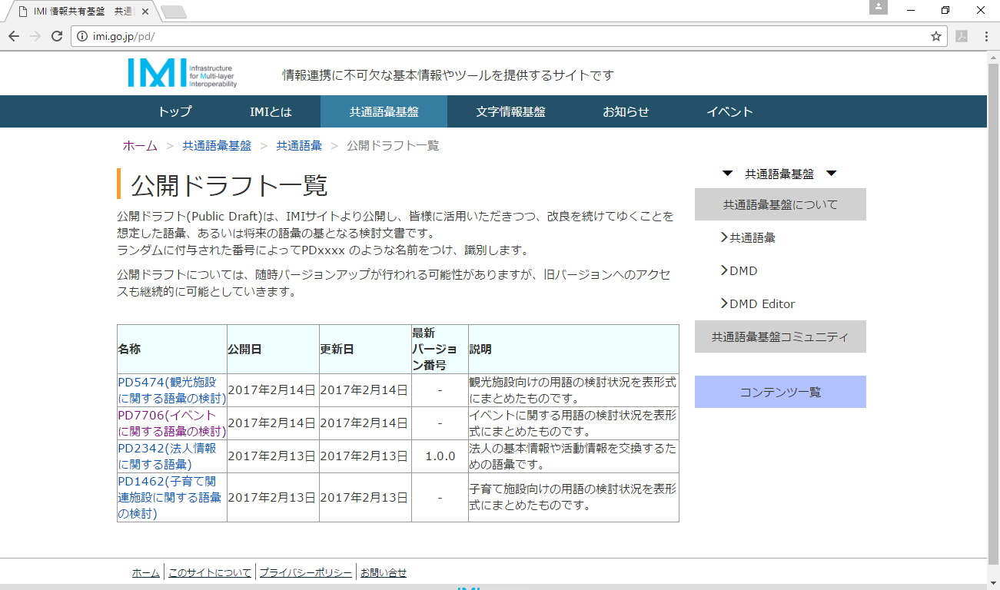 IMI 情報共有基盤　共通
imi.go.jp/pd/
IMI
Infrastructure
for Multi-layer
Interoperability
情報連携に不可欠な基本情報やツールを提供するサイトです
トップ IMIとは 共通語彙基盤 文字情報基盤 お知らせ イベント
ホーム > 共通語彙基盤 > 共通語彙 > 公開ドラフト一覧
公開ドラフト一覧
公開ドラフト(Public Draft)は、IMIサイトより公開し、皆様に活用いただきつつ、改良を続けてゆくことを
想定した語彙、あるいは将来の語彙の基となる検討文書です。
ランダムに付与された番号によってPDxxxx のような名前をつけ、識別します。
公開ドラフトについては、随時バージョンアップが行われる可能性がありますが、旧バージョンへのアクセ
スも継続的に可能としていきます。
名称 公開日 更新日 最新
バージョ
ン番号 説明
PD5474(観光施設
に関する語彙の検討) 2017年2月14日 2017年2月14日 - 観光施設向けの用語の検討状況を表形式
にまとめたものです。
PD7706(イベント
に関する語彙の検討) 2017年2月14日 2017年2月14日 - イベントに関する用語の検討状況を表形
式にまとめたものです。
PD2342(法人情報
に関する語彙) 2017年2月13日 2017年2月13日 1.0.0 法人の基本情報や活動情報を交換するた
めの語彙です。
PD1462(子育て関
連施設に関する語彙
の検討) 2017年2月13日 2017年2月13日 - 子育て施設向けの用語の検討状況を表形
式にまとめたものです。
▼ 共通語彙基盤 ▼
共通語彙基盤について
>共通語彙
>DMD
>DMD Editor
共通語彙基盤コミュニティ
コンテンツ一覧
ホーム このサイトについて プライバシーポリシー お問い合せ